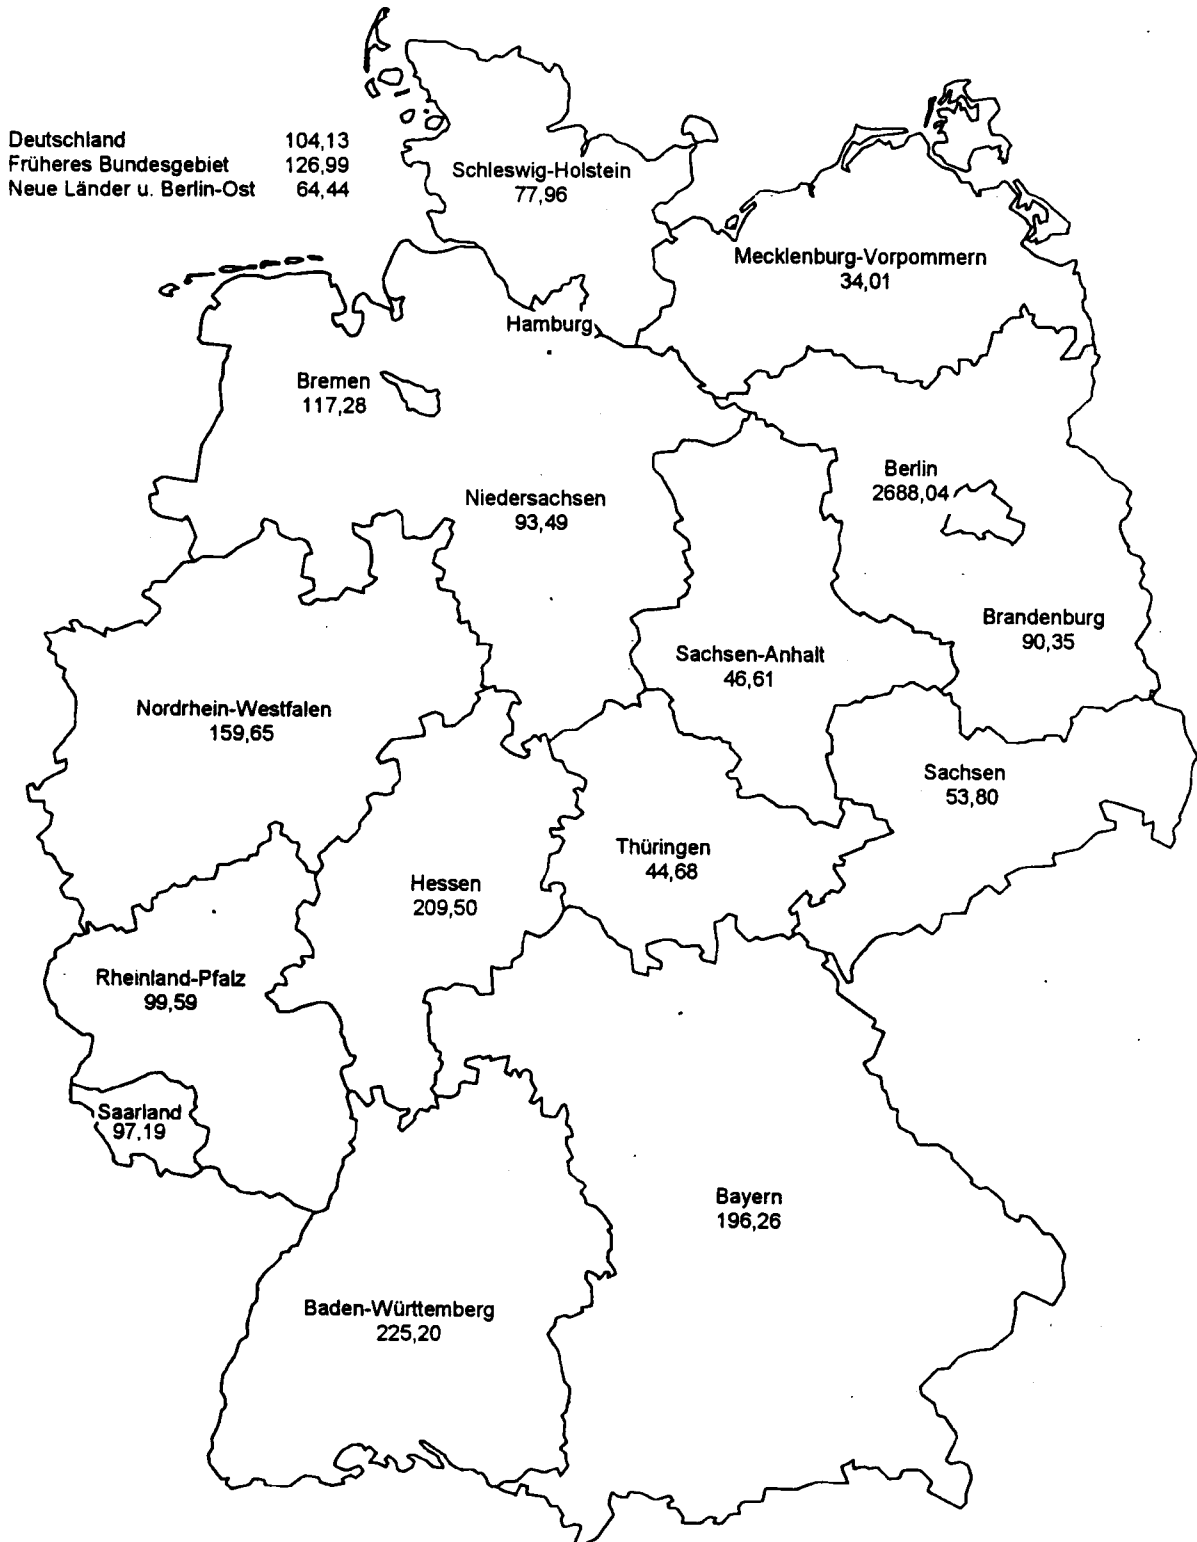 Deutschland 104,13
Früheres Bundesgebiet 126,99
Neue Länder u. Berlin-Ost 64,44
Schleswig-Holstein
77,96
Mecklenburg-Vorpommern
34,01
Hamburg
Bremen
117,28
Berlin
2688,04
Niedersachsen
93,49
Brandenburg
90,35
Sachsen-Anhalt
46,61
Nordrhein-Westfalen
159,65
Sachsen
53,80
Thüringen
44,68
Hessen
209,50
Rheinland-Pfalz
99,59
Saarland
97,19
Bayern
196,26
Baden-Württemberg
225,20